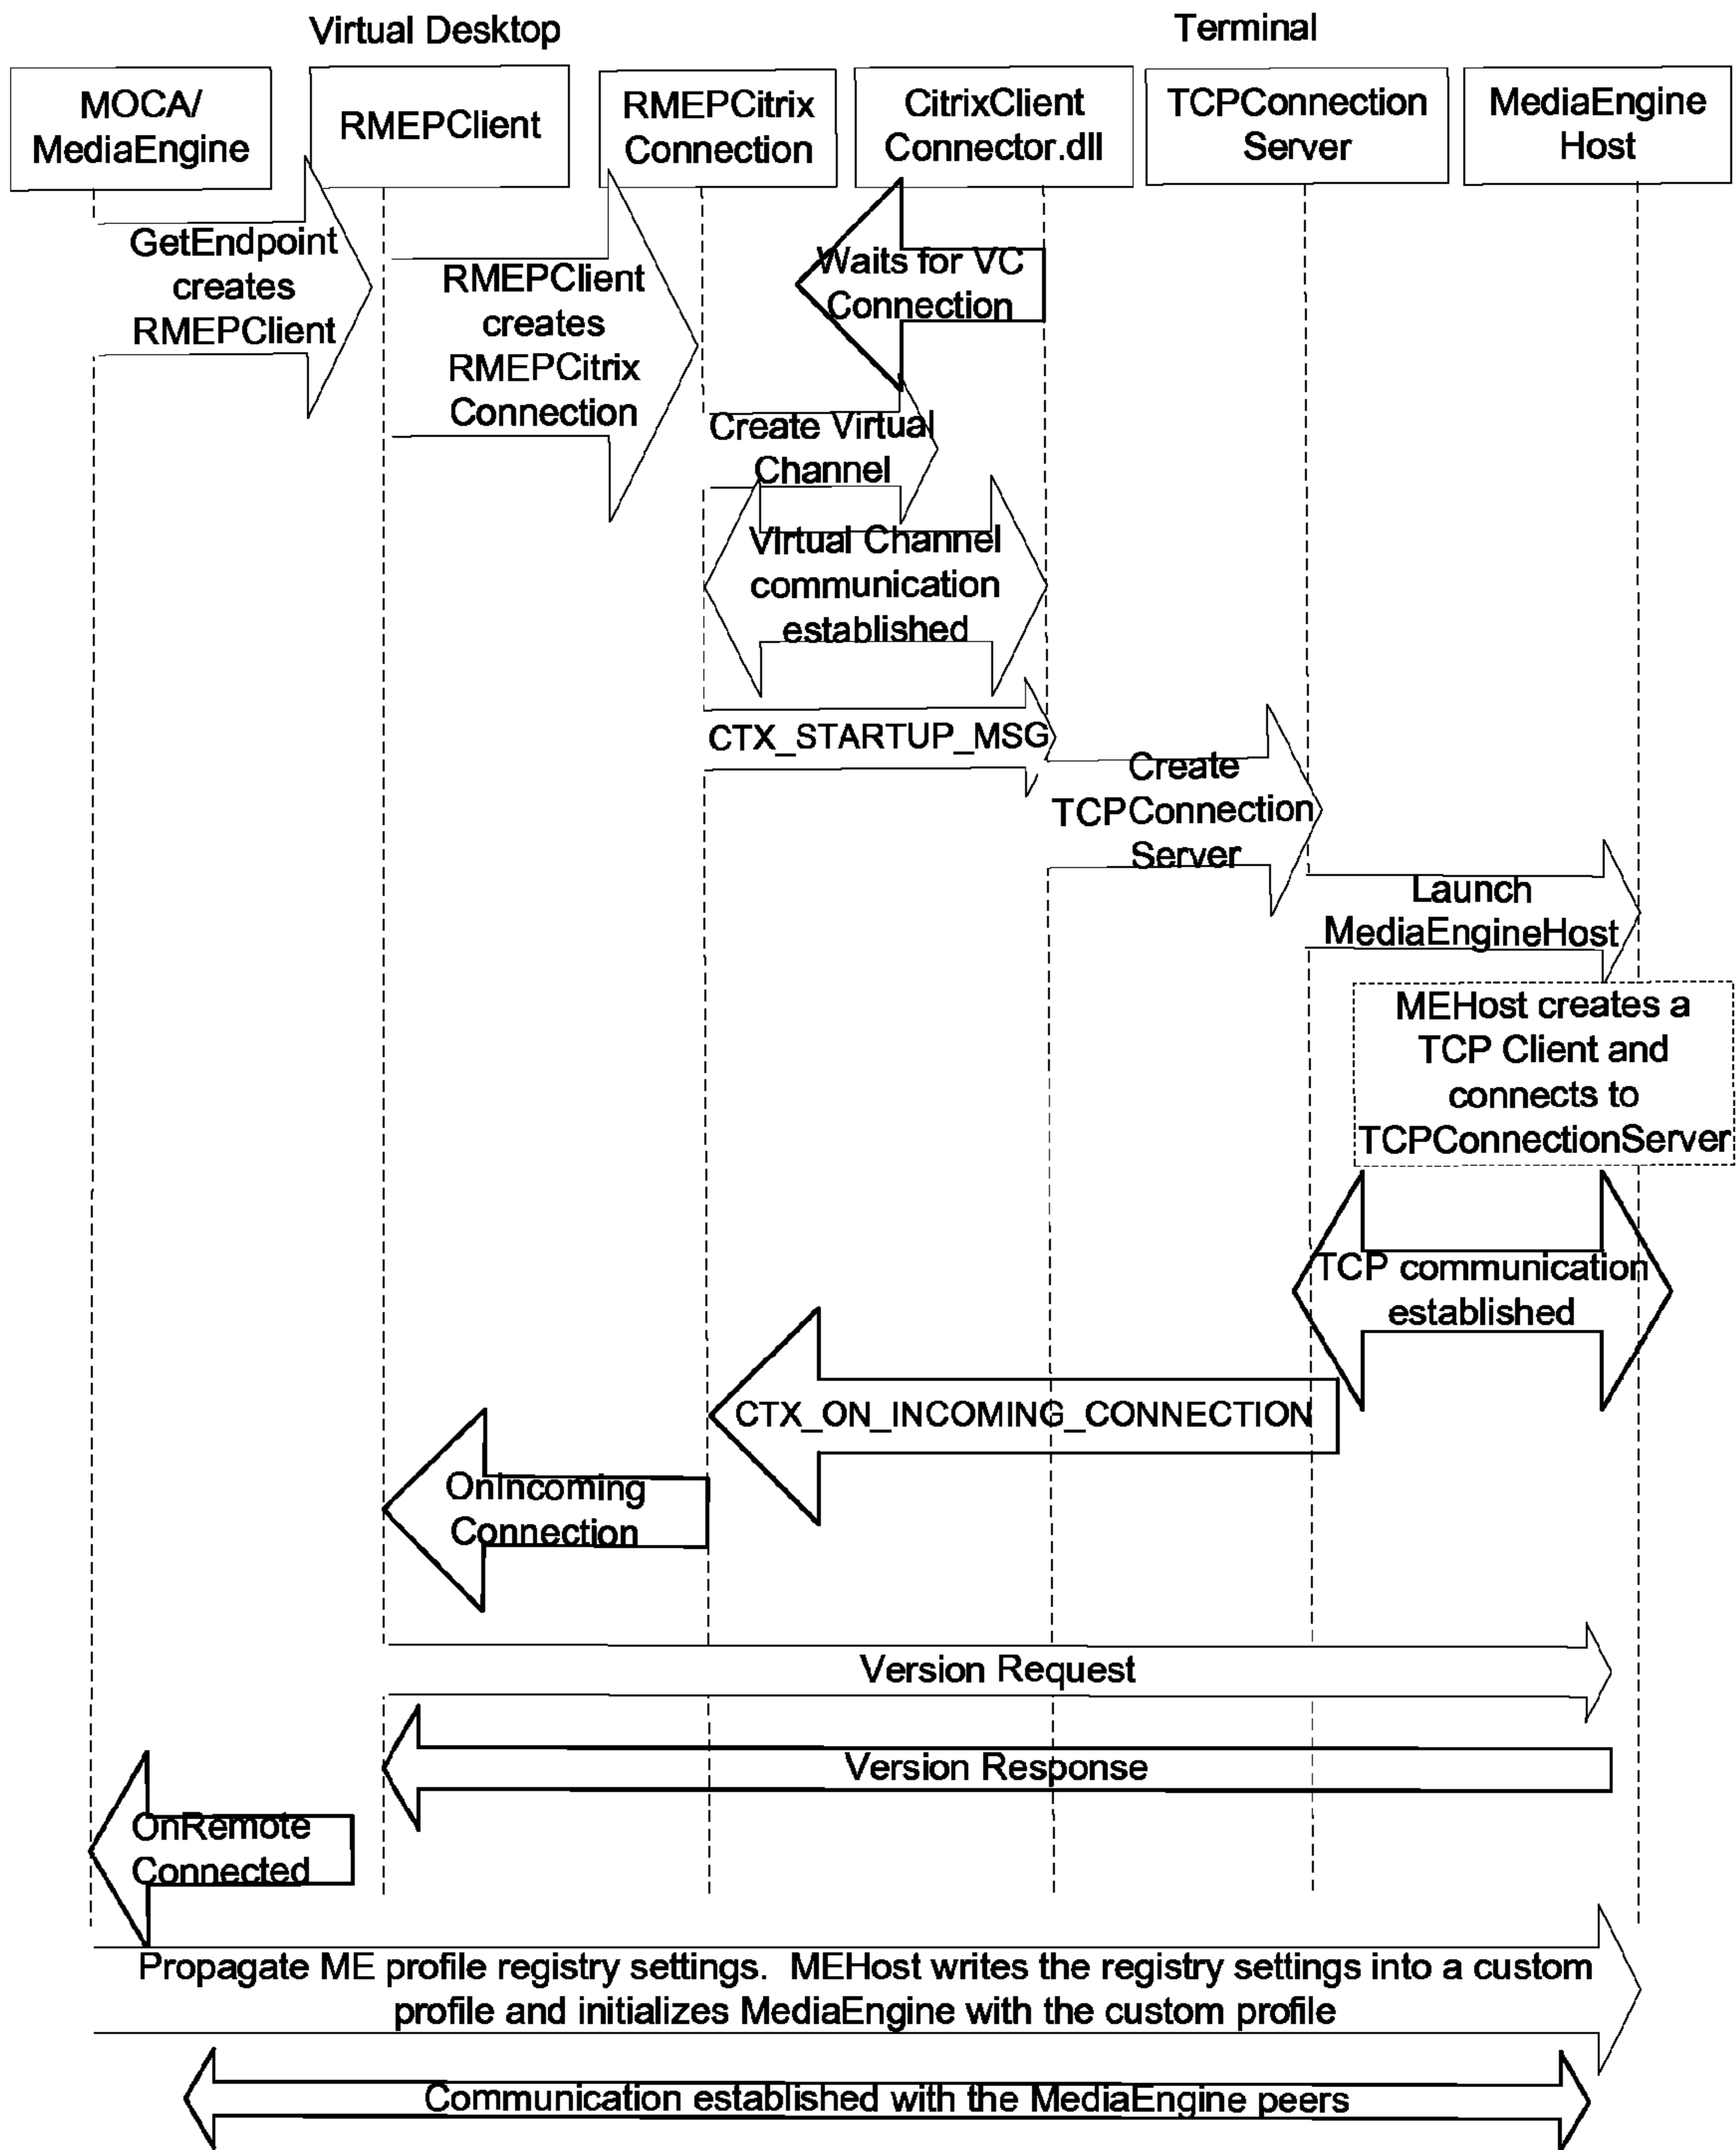 Virtual Desktop
Terminal
MOCA/
MediaEngine
RMEPClient
RMEPCitrix
Connection
CitrixClient
Connector.dll
TCPConnection
Server
MediaEngine
Host
GetEndpoint
creates
RMEPClient
RMEPClient
creates
RMEPCitrix
Connection
Waits for VC
Connection
Create Virtual
Channel
Virtual Channel
communication
established
CTX_STARTUP_MSG
Create
TCPConnection
Server
Launch
MediaEngineHost
MEHost creates a
TCP Client and
connects to
TCPConnectionServer
TCP communication
established
CTX_ON_INCOMING_CONNECTION
OnIncoming
Connection
Version Request
Version Response
OnRemote
Connected
Propagate ME profile registry settings.  MEHost writes the registry settings into a custom
profile and initializes MediaEngine with the custom profile
Communication established with the MediaEngine peers